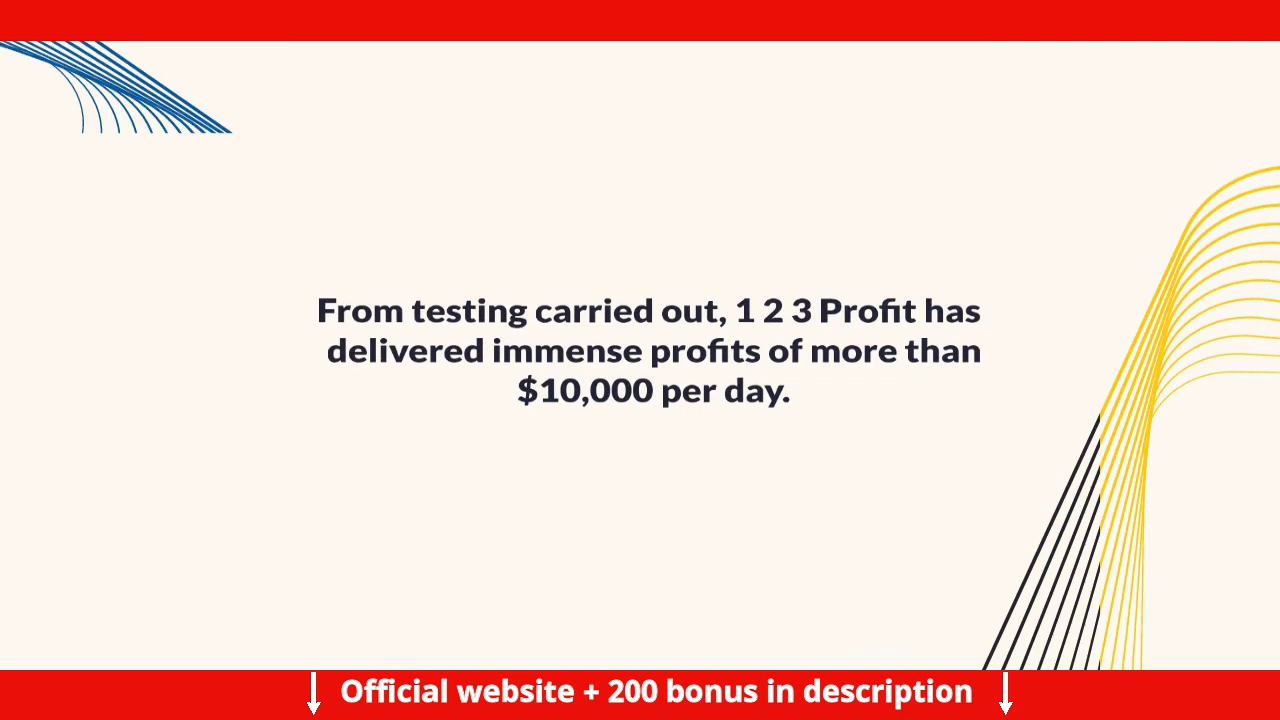 From testing carried out, 1 2 3 Profit has
delivered immense profits of more than
$10,000 per day.
Official website + 200 bonus in description